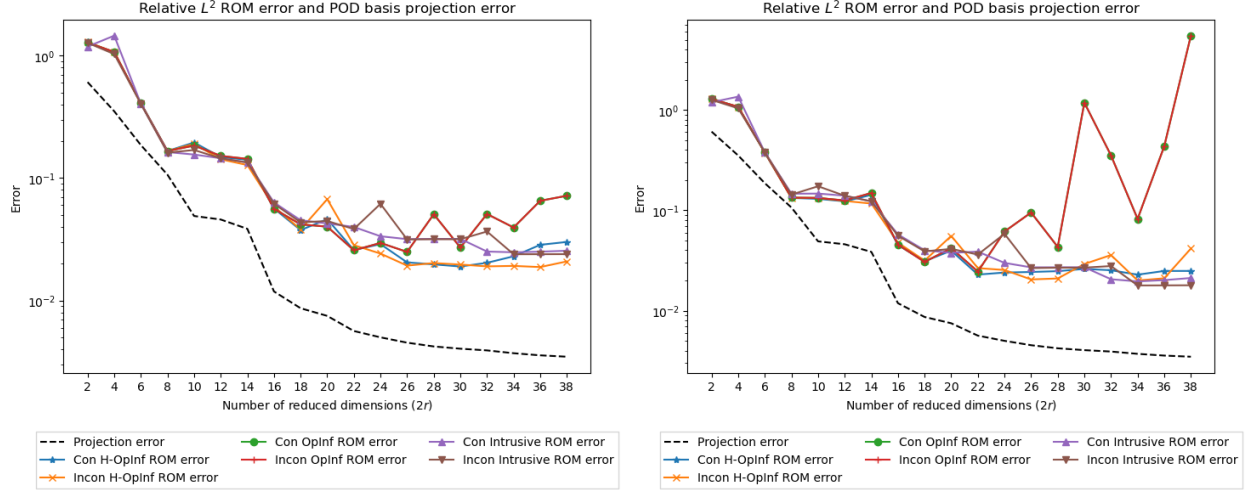 Relative L² ROM error and POD basis projection error
10⁰
10⁻¹
10⁻²
Error
2 4 6 8 10 12 14 16 18 20 22 24 26 28 30 32 34 36 38
Number of reduced dimensions (2r)
Projection error
Con H-OpInf ROM error
Incon H-OpInf ROM error
Con OpInf ROM error
Incon OpInf ROM error
Con Intrusive ROM error
Incon Intrusive ROM error
Relative L² ROM error and POD basis projection error
10⁰
10⁻¹
10⁻²
Error
2 4 6 8 10 12 14 16 18 20 22 24 26 28 30 32 34 36 38
Number of reduced dimensions (2r)
Projection error
Con H-OpInf ROM error
Incon H-OpInf ROM error
Con OpInf ROM error
Incon OpInf ROM error
Con Intrusive ROM error
Incon Intrusive ROM error